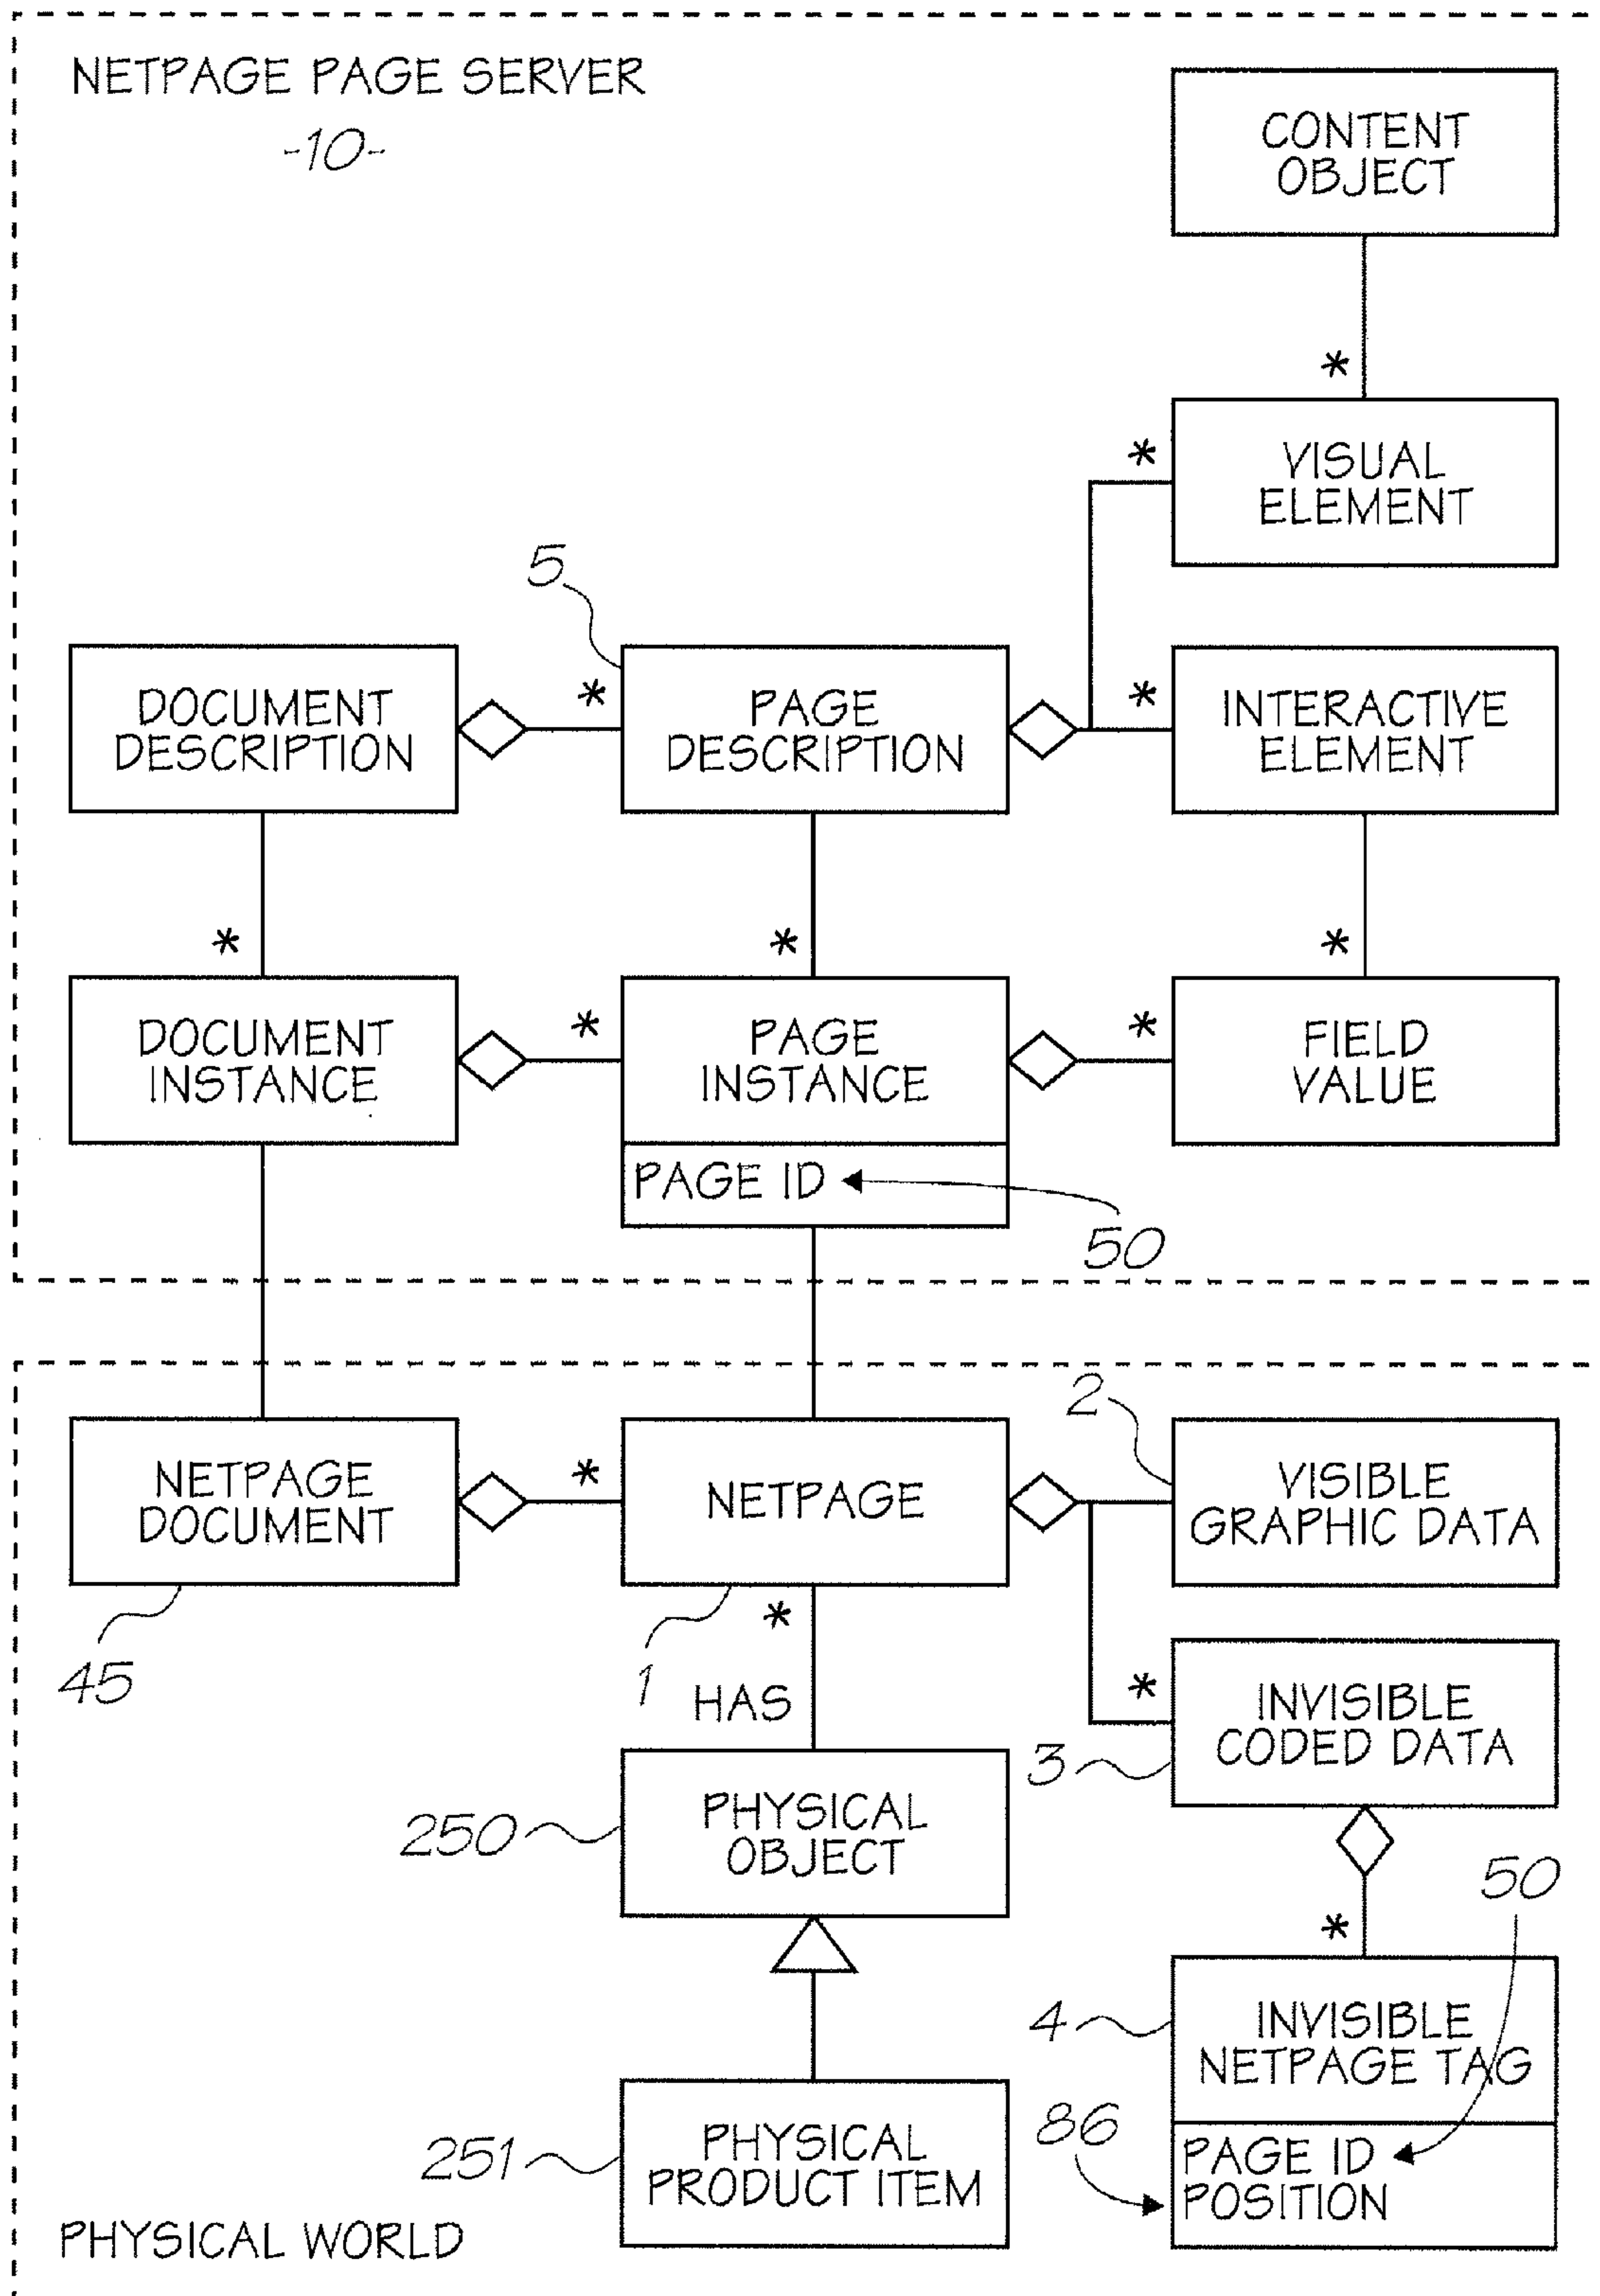 NETPAGE PAGE SERVER
-10-
CONTENT
OBJECT
*
*
VISUAL
ELEMENT
5
DOCUMENT
DESCRIPTION
*
PAGE
DESCRIPTION
*
INTERACTIVE
ELEMENT
*
*
*
DOCUMENT
INSTANCE
*
PAGE
INSTANCE
*
FIELD
VALUE
PAGE ID
50
2
NETPAGE
DOCUMENT
*
NETPAGE
VISIBLE
GRAPHIC DATA
45
1
*
HAS
*
INVISIBLE
CODED DATA
3
250
PHYSICAL
OBJECT
50
*
4
INVISIBLE
NETPAGE TAG
86
PAGE ID
POSITION
251
PHYSICAL
PRODUCT ITEM
PHYSICAL WORLD